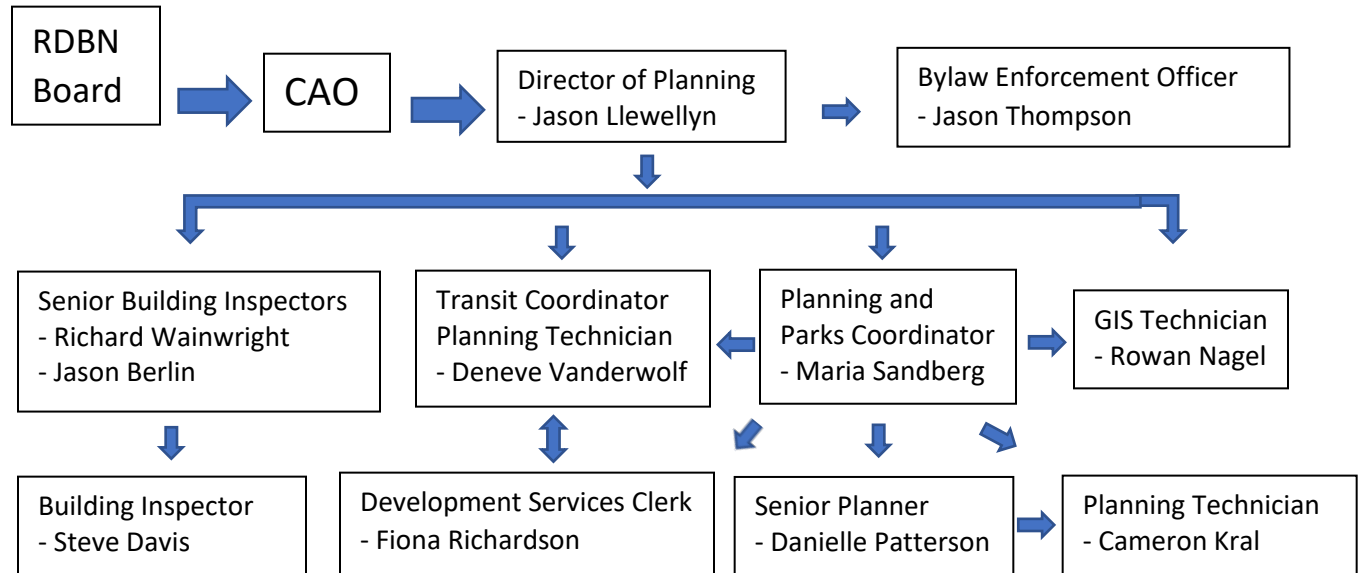 RDBN
Board
CAO
Director of Planning
- Jason Llewellyn
Bylaw Enforcement Officer
- Jason Thompson
Senior Building Inspectors
- Richard Wainwright
- Jason Berlin
Transit Coordinator
Planning Technician
- Deneve Vanderwolf
Planning and
Parks Coordinator
- Maria Sandberg
GIS Technician
- Rowan Nagel
Building Inspector
- Steve Davis
Development Services Clerk
- Fiona Richardson
Senior Planner
- Danielle Patterson
Planning Technician
- Cameron Kral